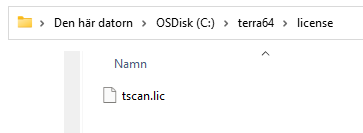 Den här datorn > OSDisk (C:) > terra64 > license
Namn
tscan.lic